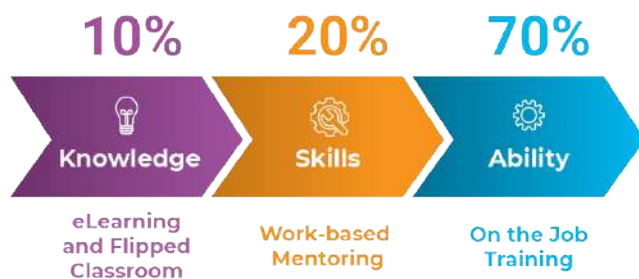 10% 20% 70%
Knowledge Skills Ability
eLearning
and Flipped
Classroom
Work-based
Mentoring
On the Job
Training